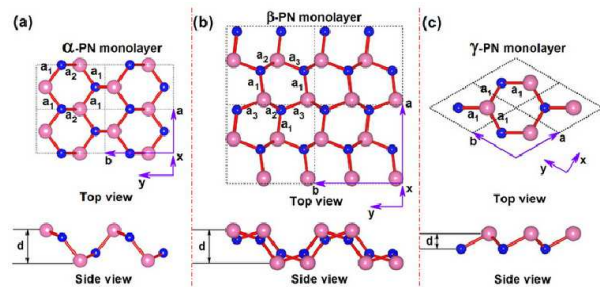 (a)
α-PN monolayer
a₁
a₂
a₁
a₁
a₂
a₁
a
b
x
y
Top view
d
Side view
(b)
β-PN monolayer
a₂
a₃
a₁
a₁
a₃
a₂
a₃
a₁
a
b
x
y
Top view
d
Side view
(c)
γ-PN monolayer
a₁
a₁
a₁
a₁
b
a
y
x
Top view
d
Side view